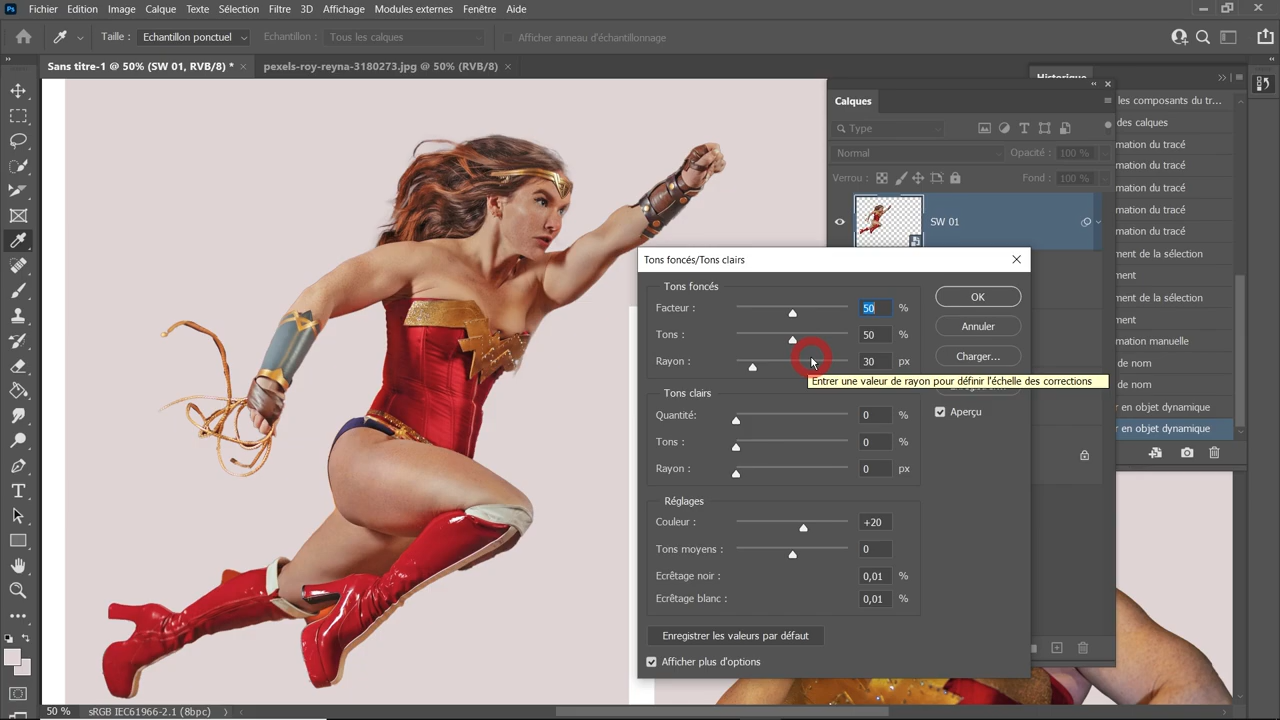 Ps Fichier Edition Image Calque Texte Sélection Filtre 3D Affichage Modules externes Fenêtre Aide
Taille : Echantillon ponctuel Echantillon : Tous les calques Afficher anneau d'échantillonnage
Sans titre-1 @ 50% (SW 01, RVB/8) * × pexels-roy-reyna-3180273.jpg @ 50% (RVB/8) ×
Historique
Calques
les composants du tr...
des calques
mation du tracé
mation du tracé
mation du tracé
mation du tracé
mation du tracé
de la sélection
ment
de la sélection
ment
mation manuelle
de nom
de nom
r en objet dynamique
r en objet dynamique
Type
Normal Opacité : 100 %
Verrou : Fond : 100 %
SW 01
Tons foncés/Tons clairs
Tons foncés
Facteur : 50 %
Tons : 50 %
Rayon : 30 px
Entrer une valeur de rayon pour définir l'échelle des corrections
OK
Annuler
Charger...
Aperçu
Tons clairs
Quantité: 0 %
Tons : 0 %
Rayon : 0 px
Réglages
Couleur : +20
Tons moyens : 0
Ecrêtage noir : 0,01 %
Ecrêtage blanc : 0,01 %
Enregistrer les valeurs par défaut
Afficher plus d'options
50 % sRGB IEC61966-2.1 (8bpc)